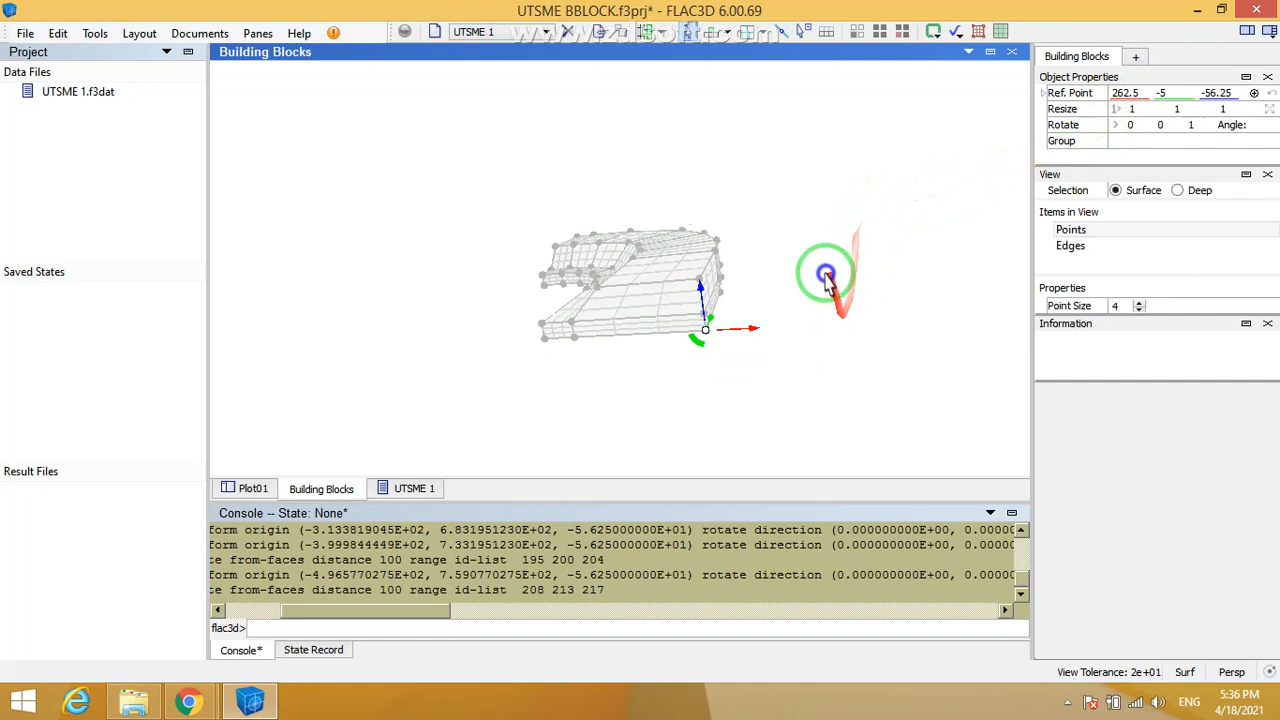 UTSME BBLOCK.f3prj* - FLAC3D 6.00.69
File Edit Tools Layout Documents Panes Help
UTSME 1
Project
Data Files
UTSME 1.f3dat
Saved States
Result Files
Building Blocks
Plot01
Building Blocks
UTSME 1
Console -- State: None*
form origin (-3.133819045E+02, 6.831951230E+02, -5.625000000E+01) rotate direction (0.000000000E+00, 0.0000
form origin (-3.999844449E+02, 7.331951230E+02, -5.625000000E+01) rotate direction (0.000000000E+00, 0.0000
te from-faces distance 100 range id-list 195 200 204
form origin (-4.965770275E+02, 7.590770275E+02, -5.625000000E+01) rotate direction (0.000000000E+00, 0.0000
te from-faces distance 100 range id-list 208 213 217
flac3d>
Console* State Record
Building Blocks +
Object Properties
Ref. Point 262.5 -5 -56.25
Resize 1 1 1
Rotate 0 0 1 Angle:
Group
View
Selection Surface Deep
Items in View
Points
Edges
Properties
Point Size 4
Information
View Tolerance: 2e+01 Surf Persp
ENG
5:36 PM
4/18/2021